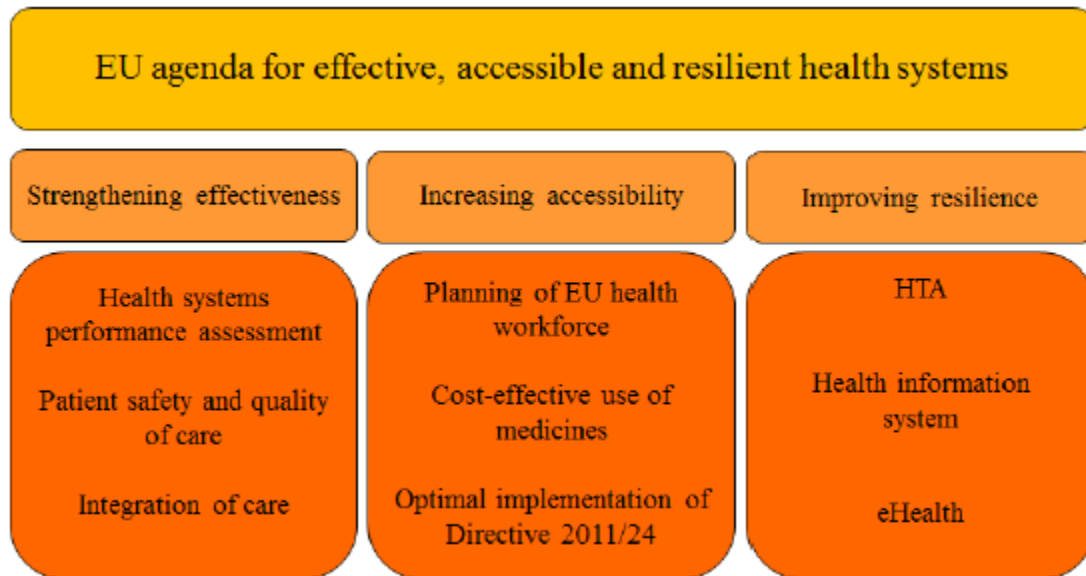 EU agenda for effective, accessible and resilient health systems
Strengthening effectiveness
Increasing accessibility
Improving resilience
Health systems
performance assessment
Patient safety and quality
of care
Integration of care
Planning of EU health
workforce
Cost-effective use of
medicines
Optimal implementation of
Directive 2011/24
HTA
Health information
system
eHealth